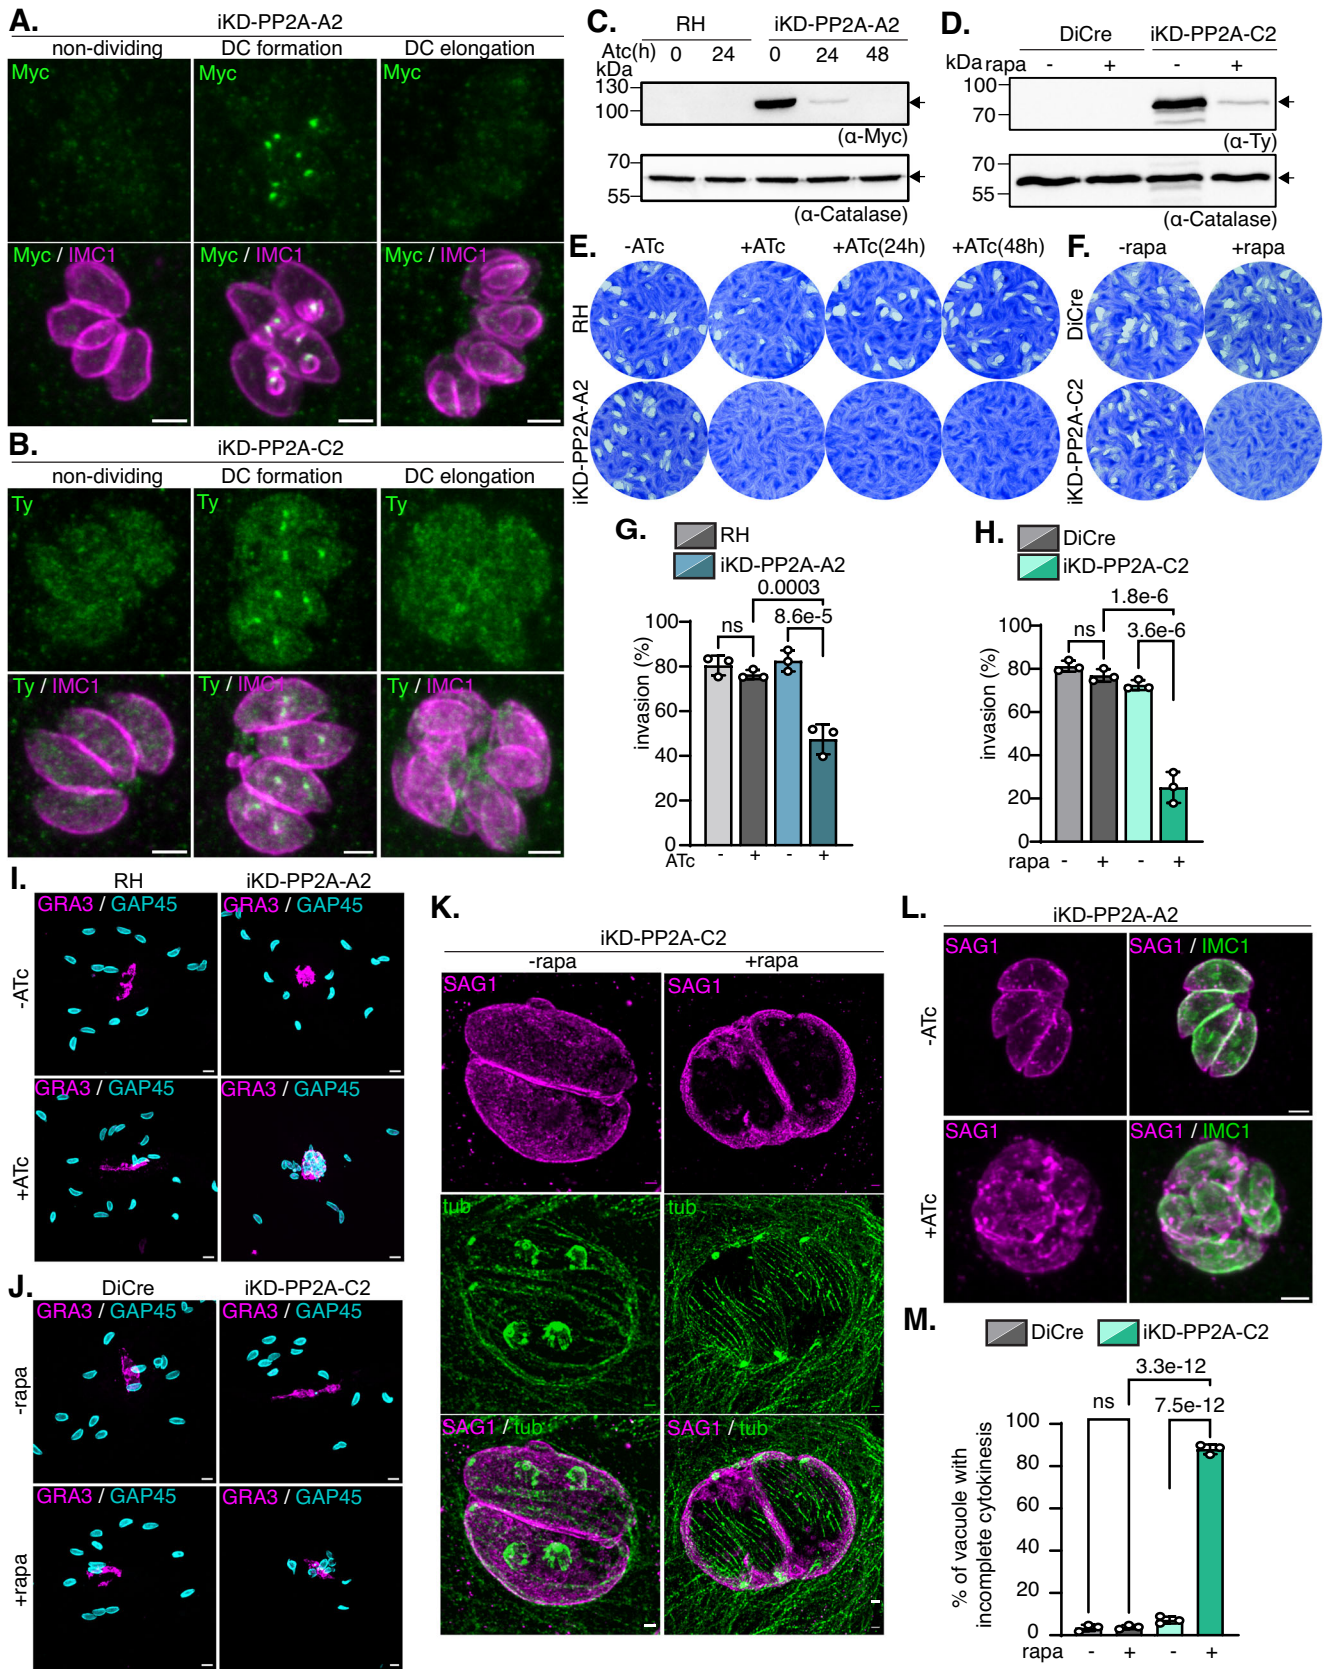 A.
iKD-PP2A-A2
non-dividing DC formation DC elongation
Myc Myc Myc
Myc / IMC1 Myc / IMC1 Myc / IMC1
B.
iKD-PP2A-C2
non-dividing DC formation DC elongation
Ty Ty Ty
Ty / IMC1 Ty / IMC1 Ty / IMC1
C.
RH iKD-PP2A-A2
Atc(h) 0 24 0 24 48
kDa
130
100
(α-Myc)
70
55
(α-Catalase)
D.
DiCre iKD-PP2A-C2
kDa rapa - + - +
100
70
(α-Ty)
70
55
(α-Catalase)
E.
-ATc +ATc +ATc(24h) +ATc(48h)
RH
iKD-PP2A-A2
F.
-rapa +rapa
DiCre
iKD-PP2A-C2
G.
RH
iKD-PP2A-A2
0.0003
ns 8.6e-5
invasion (%)
100
80
60
40
20
0
ATc - + - +
H.
DiCre
iKD-PP2A-C2
1.8e-6
ns 3.6e-6
invasion (%)
100
80
60
40
20
0
rapa - + - +
I.
RH iKD-PP2A-A2
-ATc
GRA3 / GAP45 GRA3 / GAP45
+ATc
GRA3 / GAP45 GRA3 / GAP45
J.
DiCre iKD-PP2A-C2
-rapa
GRA3 / GAP45 GRA3 / GAP45
+rapa
GRA3 / GAP45 GRA3 / GAP45
K.
iKD-PP2A-C2
-rapa +rapa
SAG1 SAG1
tub tub
SAG1 / tub SAG1 / tub
L.
iKD-PP2A-A2
-ATc
SAG1 SAG1 / IMC1
+ATc
SAG1 SAG1 / IMC1
M.
DiCre iKD-PP2A-C2
3.3e-12
ns 7.5e-12
% of vacuole with
incomplete cytokinesis
100
80
60
40
20
0
rapa - + - +